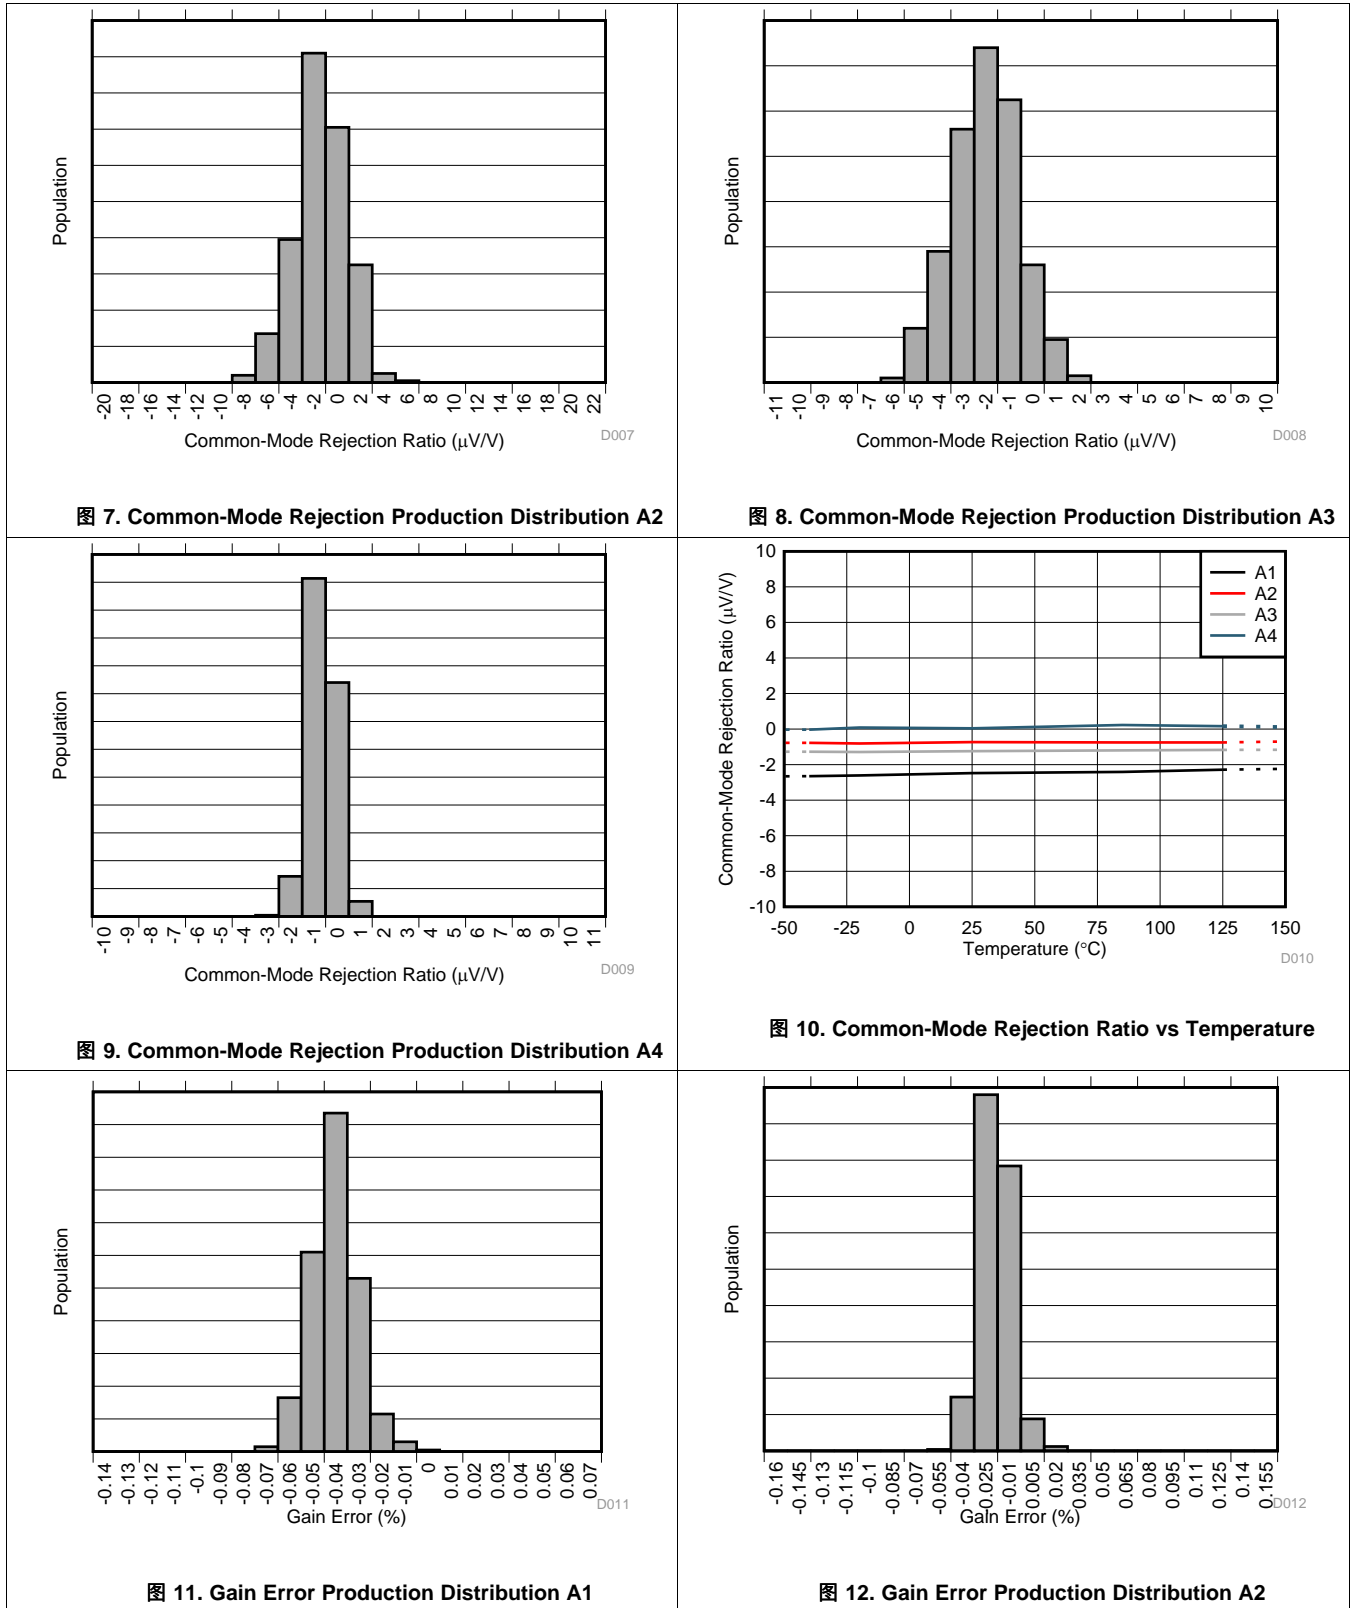 Population
-20 -18 -16 -14 -12 -10 -8 -6 -4 -2 0 2 4 6 8 10 12 14 16 18 20 22
Common-Mode Rejection Ratio (μV/V)
D007
图 7. Common-Mode Rejection Production Distribution A2
Population
-11 -10 -9 -8 -7 -6 -5 -4 -3 -2 -1 0 1 2 3 4 5 6 7 8 9 10
Common-Mode Rejection Ratio (μV/V)
D008
图 8. Common-Mode Rejection Production Distribution A3
Population
-10 -9 -8 -7 -6 -5 -4 -3 -2 -1 0 1 2 3 4 5 6 7 8 9 10 11
Common-Mode Rejection Ratio (μV/V)
D009
图 9. Common-Mode Rejection Production Distribution A4
Common-Mode Rejection Ratio (μV/V)
10
8
6
4
2
0
-2
-4
-6
-8
-10
A1
A2
A3
A4
-50 -25 0 25 50 75 100 125 150
Temperature (°C)
D010
图 10. Common-Mode Rejection Ratio vs Temperature
Population
-0.14 -0.13 -0.12 -0.11 -0.1 -0.09 -0.08 -0.07 -0.06 -0.05 -0.04 -0.03 -0.02 -0.01 0 0.01 0.02 0.03 0.04 0.05 0.06 0.07
Gain Error (%)
D011
图 11. Gain Error Production Distribution A1
Population
-0.16 -0.145 -0.13 -0.115 -0.1 -0.085 -0.07 -0.055 -0.04 -0.025 -0.01 0.005 0.02 0.035 0.05 0.065 0.08 0.095 0.11 0.125 0.14 0.155
Gain Error (%)
D012
图 12. Gain Error Production Distribution A2